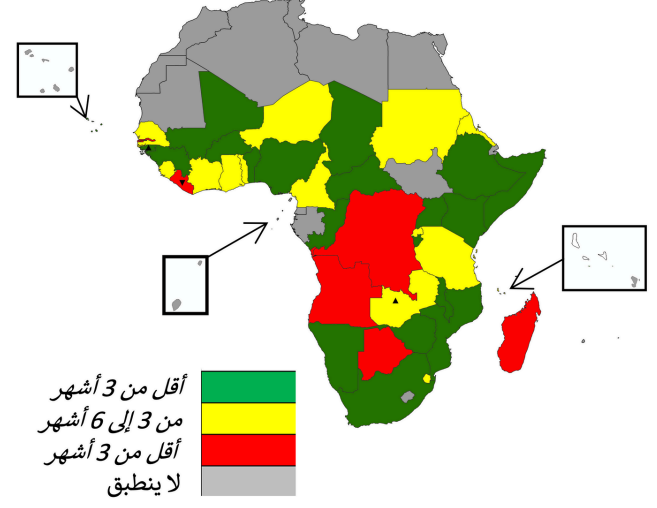 أقل من 3 أشهر
من 3 إلى 6 أشهر
أقل من 3 أشهر
لا ينطبق